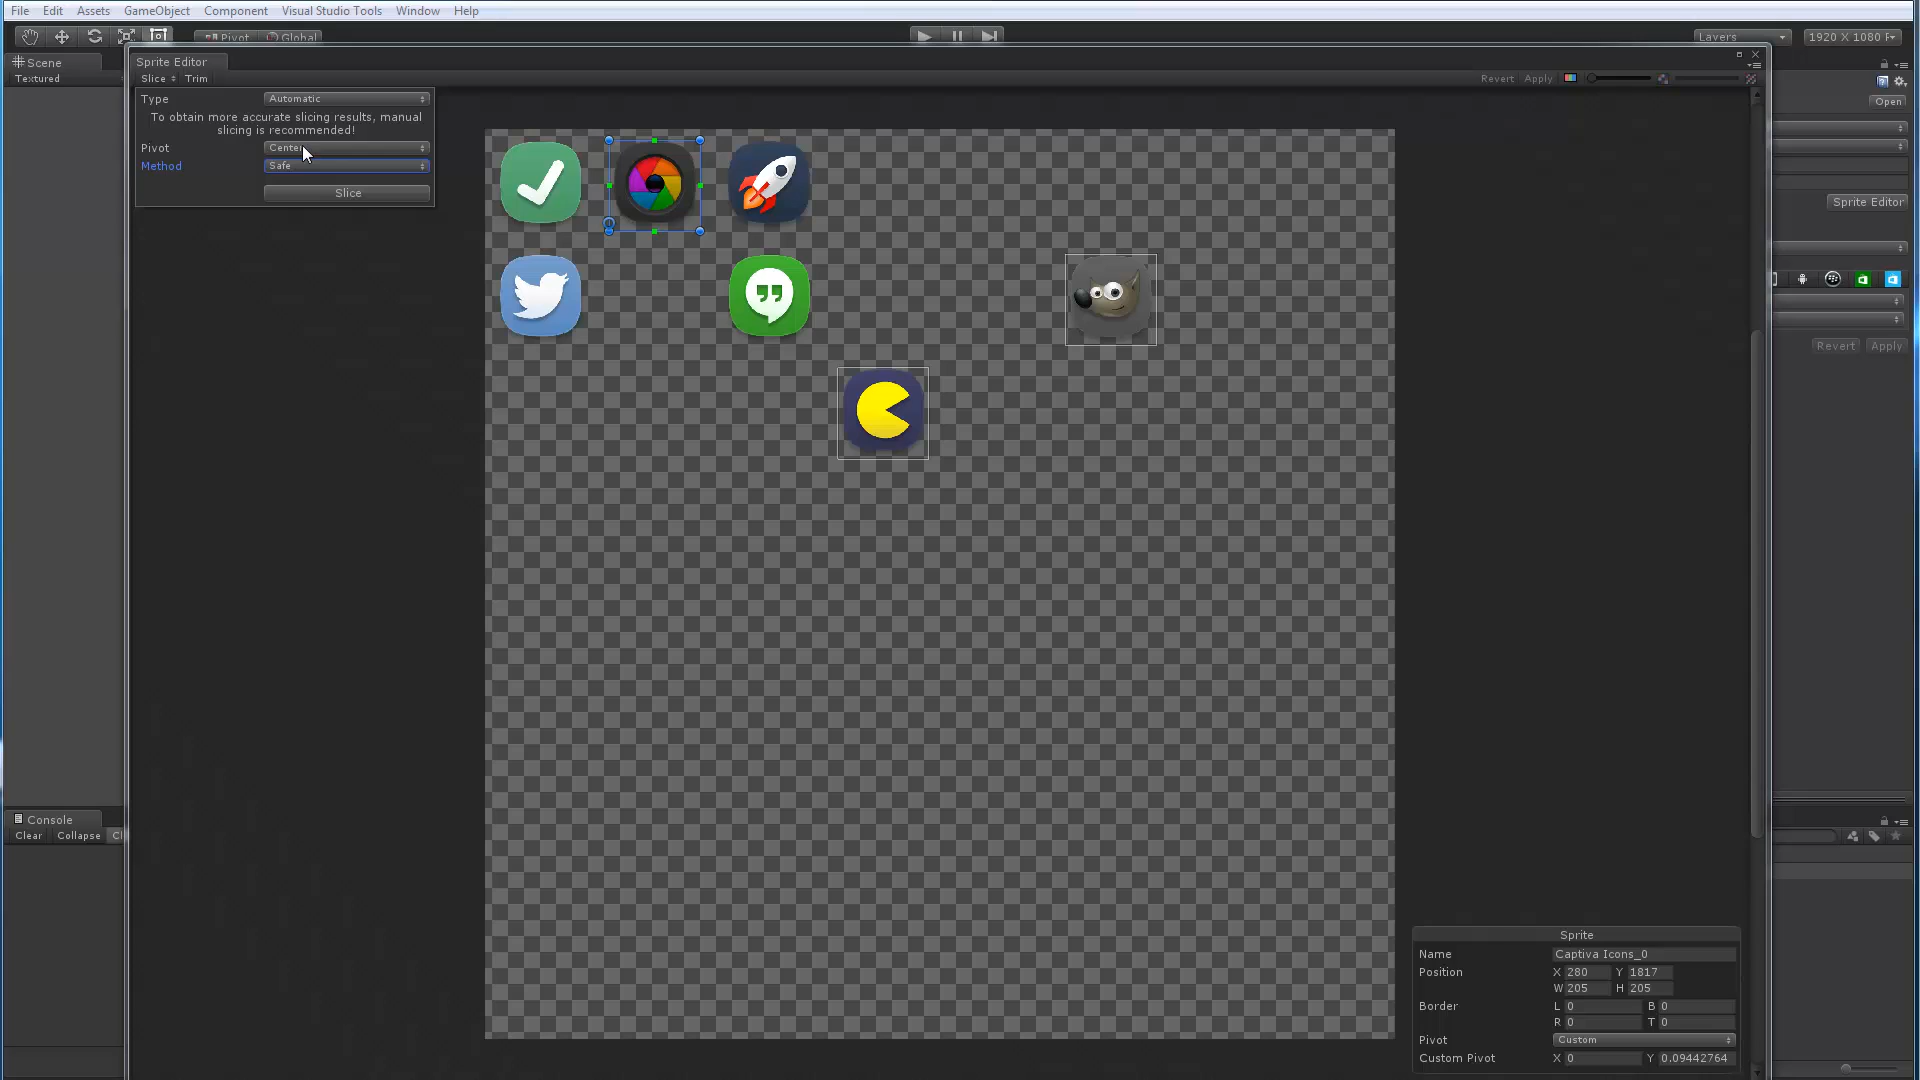 File Edit Assets GameObject Component Visual Studio Tools Window Help
Pivot Global
Layers
1920 X 1080 F
Scene
Sprite Editor
Textured
Slice Trim
Revert Apply
Open
Type Automatic
To obtain more accurate slicing results, manual
slicing is recommended!
Pivot Center
Method Safe
Slice
Sprite Editor
Revert Apply
Console
Clear Collapse Cl
Sprite
Name Captiva Icons_0
Position X 280 Y 1817
W 205 H 205
Border L 0 B 0
R 0 T 0
Pivot Custom
Custom Pivot X 0 Y 0.09442764